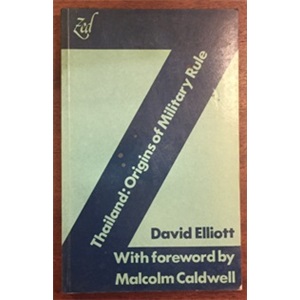 Zed
Thailand: Origins of Military Rule
David Elliott
With foreword by
Malcolm Caldwell